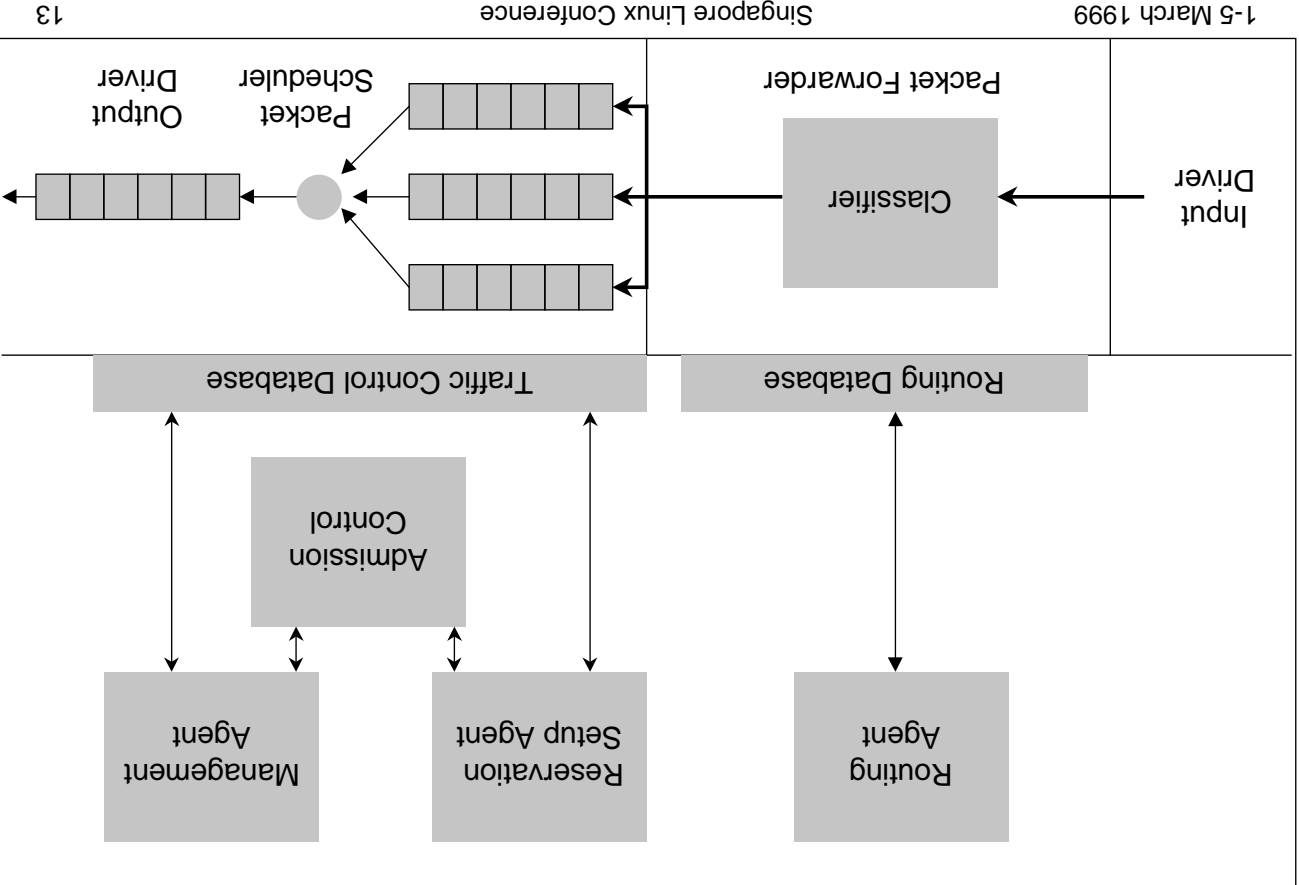 Routing
Agent
Reservation
Setup Agent
Management
Agent
Admission
Control
Routing Database
Traffic Control Database
Input
Driver
Classifier
Packet Forwarder
Packet
Scheduler
Output
Driver
1-5 March 1999
Singapore Linux Conference
13